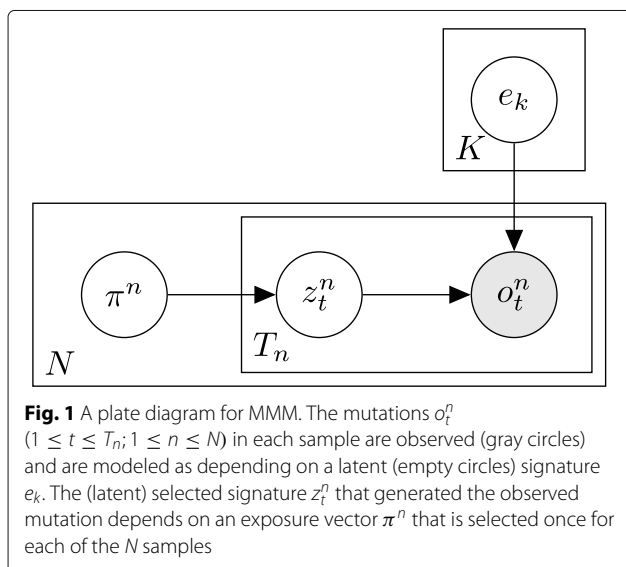 e_k
K
π^n
z_t^n
o_t^n
N
T_n
Fig. 1 A plate diagram for MMM. The mutations o_t^n
(1 ≤ t ≤ T_n; 1 ≤ n ≤ N) in each sample are observed (gray circles)
and are modeled as depending on a latent (empty circles) signature
e_k. The (latent) selected signature z_t^n that generated the observed
mutation depends on an exposure vector π^n that is selected once for
each of the N samples